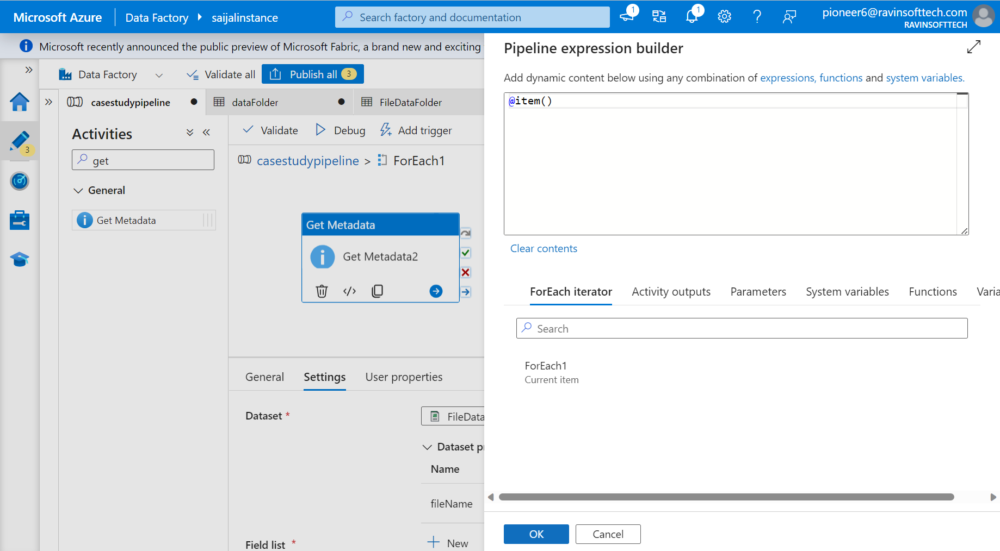 Microsoft Azure
Data Factory
saijalinstance
Search factory and documentation
1
1
pioneer6@ravinsofttech.com
RAVINSOFTTECH
Microsoft recently announced the public preview of Microsoft Fabric, a brand new and exciting
Data Factory
Validate all
Publish all 3
casestudypipeline
dataFolder
FileDataFolder
3
Activities
get
General
Get Metadata
Validate
Debug
Add trigger
casestudypipeline > ForEach1
Get Metadata
Get Metadata2
General
Settings
User properties
Dataset *
FileData
Dataset p
Name
fileName
Field list *
New
Pipeline expression builder
Add dynamic content below using any combination of expressions, functions and system variables.
@item()
Clear contents
ForEach iterator
Activity outputs
Parameters
System variables
Functions
Varia
Search
ForEach1
Current item
OK
Cancel